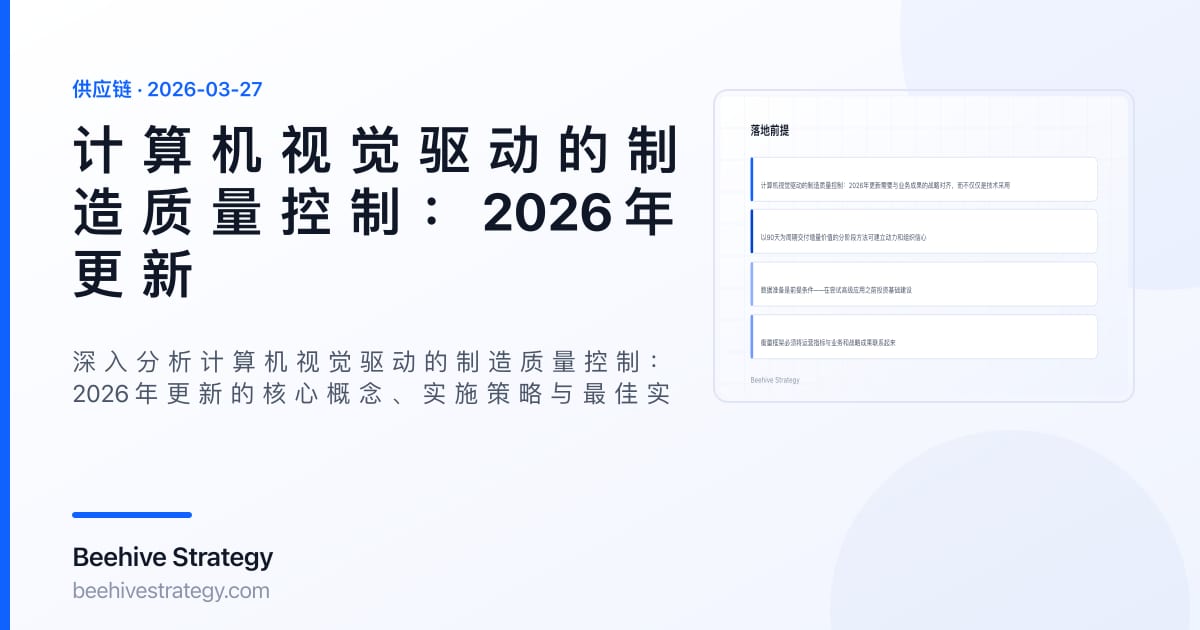 供应链 · 2026-03-27
计算机视觉驱动的制
造质量控制：2026年
更新
深入分析计算机视觉驱动的制造质量控制：
2026年更新的核心概念、实施策略与最佳实
Beehive Strategy
beehivestrategy.com
落地前提
计算机视觉驱动的制造质量控制：2026年更新需要与业务成果的战略对齐，而不仅仅是技术采用
以90天为周期交付增量价值的分阶段方法可建立动力和组织信心
数据准备是前提条件——在尝试高级应用之前投资基础建设
衡量框架必须将运营指标与业务和战略成果联系起来
Beehive Strategy